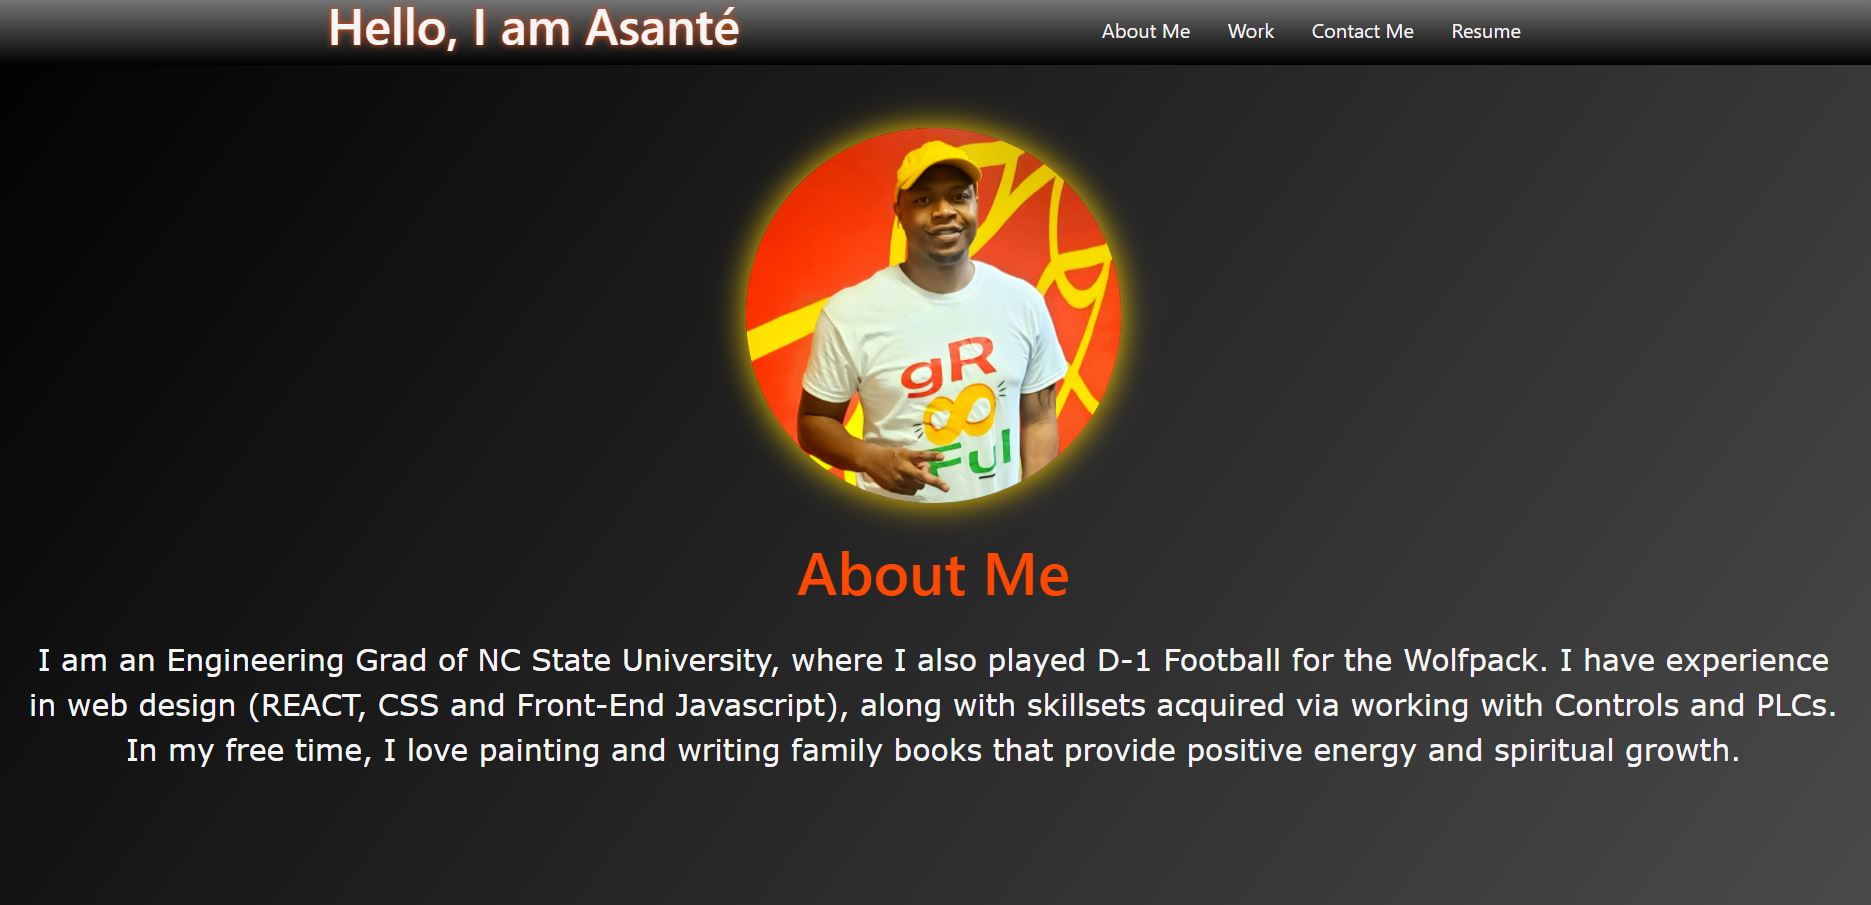 Hello, I am Asanté
About Me Work Contact Me Resume
gR
Ful
About Me
I am an Engineering Grad of NC State University, where I also played D-1 Football for the Wolfpack. I have experience
in web design (REACT, CSS and Front-End Javascript), along with skillsets acquired via working with Controls and PLCs.
In my free time, I love painting and writing family books that provide positive energy and spiritual growth.